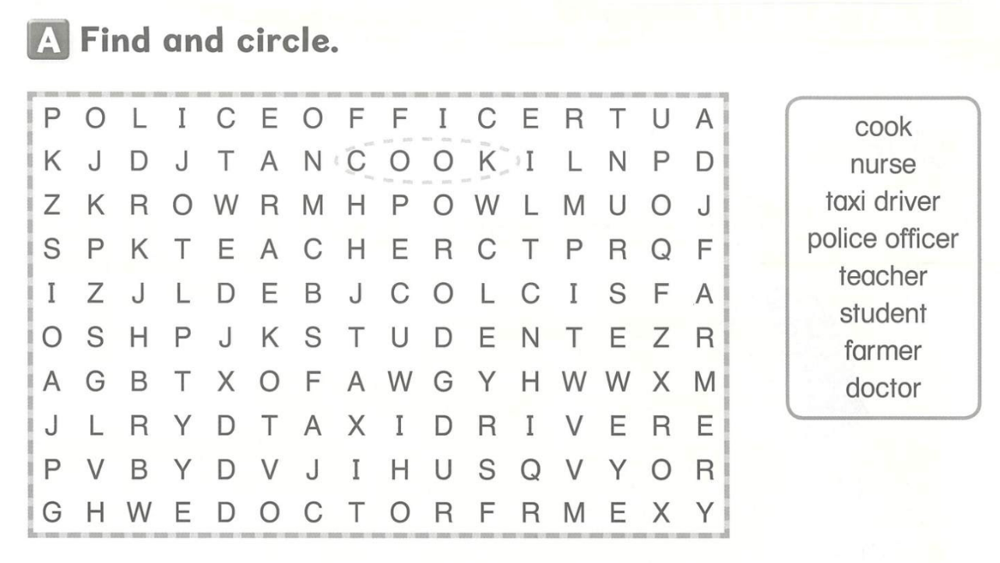 A Find and circle.
P O L I C E O F F I C E R T U A
K J D J T A N C O O K I L N P D
Z K R O W R M H P O W L M U O J
S P K T E A C H E R C T P R Q F
I Z J L D E B J C O L C I S F A
O S H P J K S T U D E N T E Z R
A G B T X O F A W G Y H W W X M
J L R Y D T A X I D R I V E R E
P V B Y D V J I H U S Q V Y O R
G H W E D O C T O R F R M E X Y
cook
nurse
taxi driver
police officer
teacher
student
farmer
doctor